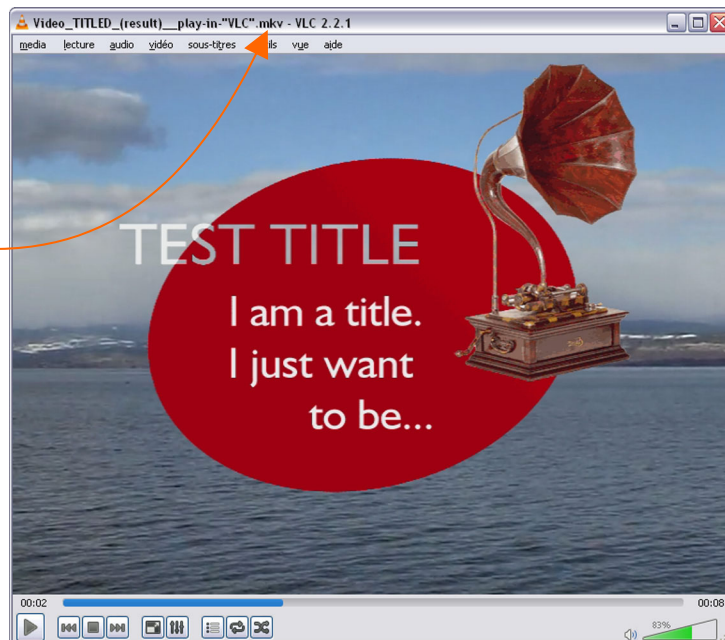 Video_TITLED_(result)__play-in-"VLC".mkv - VLC 2.2.1
media lecture audio vidéo sous-titres vue aide
TEST TITLE
I am a title.
I just want
to be...
00:02
00:08
83%